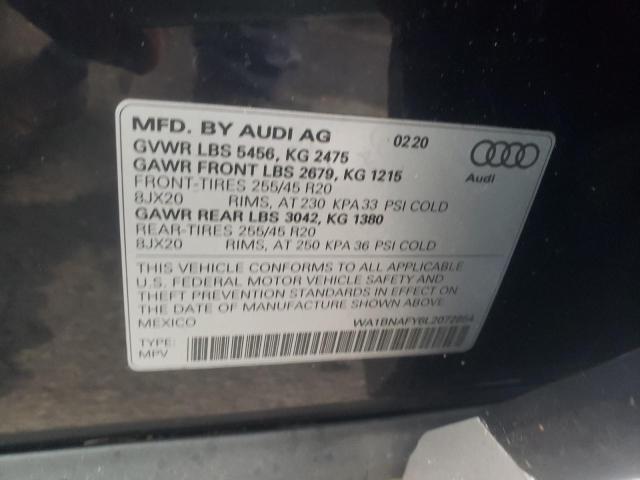 MFD. BY AUDI AG 02 20
GVWR LBS 5456, KG 2475
GAWR FRONT LBS 2679, KG 1215
FRONT-TIRES 255/45 R20
8JX20 RIMS, AT 230 KPA 33 PSI COLD
GAWR REAR LBS 3042, KG 1380
REAR-TIRES 255/45 R20
8JX20 RIMS, AT 250 KPA 36 PSI COLD
Audi
THIS VEHICLE CONFORMS TO ALL APPLICABLE
U.S. FEDERAL MOTOR VEHICLE SAFETY AND
THEFT PREVENTION STANDARDS IN EFFECT ON
THE DATE OF MANUFACTURE SHOWN ABOVE.
MEXICO WA1BNAFY6L2072854
TYPE:
MPV